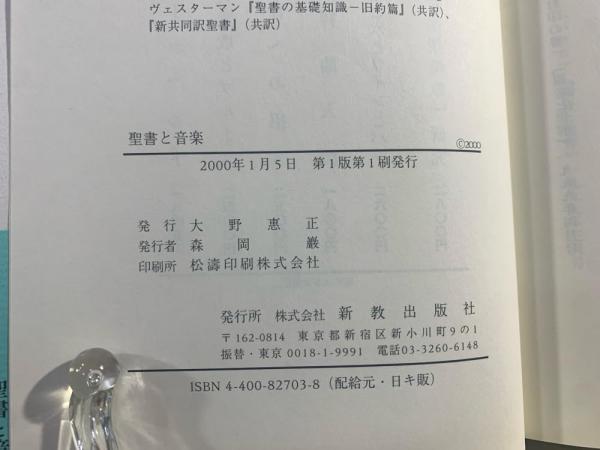 ヴェスターマン『聖書の基礎知識－旧約篇』(共訳)、
『新共同訳聖書』(共訳)
聖書と音楽
©2000
2000年1月5日　第1版第1刷発行
発行　大野惠正
発行者　森岡巌
印刷所　松濤印刷株式会社
発行所　株式会社　新教出版社
〒162-0814　東京都新宿区新小川町9の1
振替・東京 0018-1-9991　電話03-3260-6148
ISBN 4-400-82703-8 (配給元・日キ販)
聖書と音